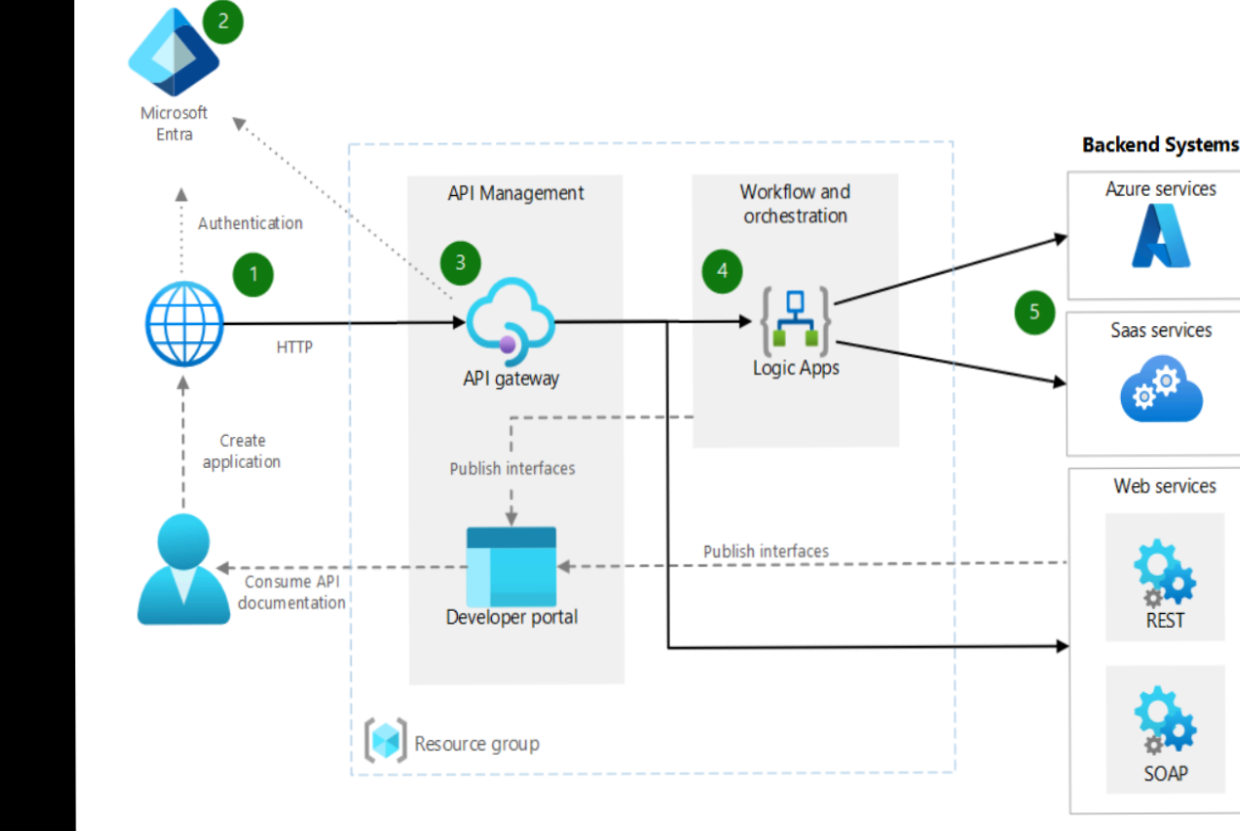 2
Microsoft
Entra
Authentication
1
HTTP
Create
application
Consume API
documentation
API Management
3
API gateway
Publish interfaces
Developer portal
Resource group
Workflow and
orchestration
4
Logic Apps
Publish interfaces
Backend Systems
Azure services
5
Saas services
Web services
REST
SOAP